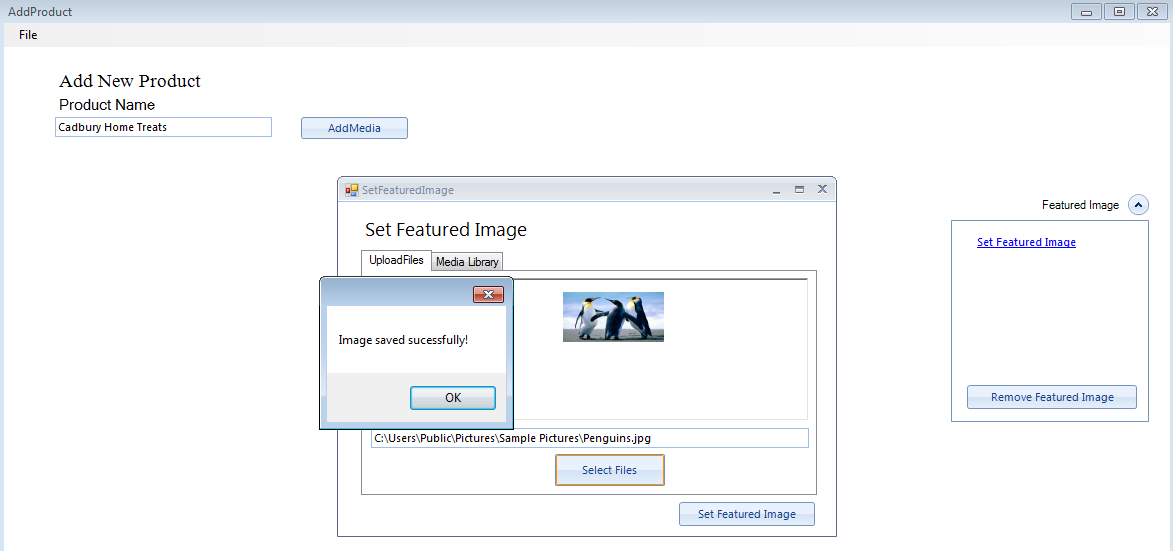 AddProduct
File
Add New Product
Product Name
Cadbury Home Treats
AddMedia
SetFeaturedImage
Set Featured Image
UploadFiles
Media Library
Image saved sucessfully!
OK
C:\Users\Public\Pictures\Sample Pictures\Penguins.jpg
Select Files
Set Featured Image
Featured Image
Set Featured Image
Remove Featured Image